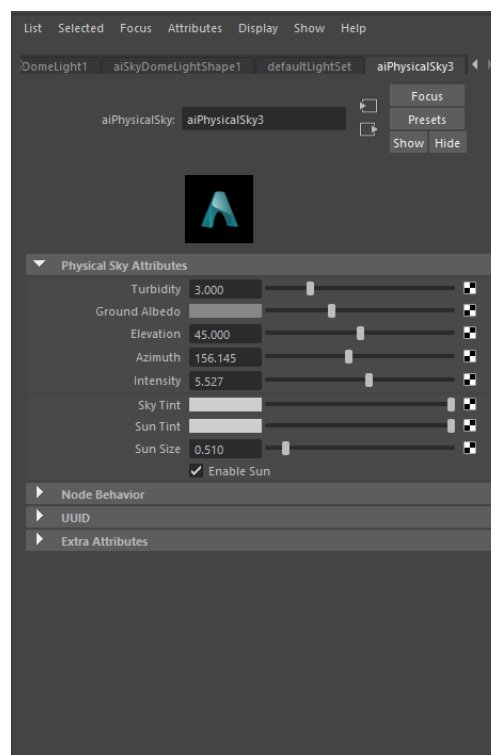 List Selected Focus Attributes Display Show Help
DomeLight1 aiSkyDomeLightShape1 defaultLightSet aiPhysicalSky3
Focus
aiPhysicalSky: aiPhysicalSky3
Presets
Show Hide
Physical Sky Attributes
Turbidity 3.000
Ground Albedo
Elevation 45.000
Azimuth 156.145
Intensity 5.527
Sky Tint
Sun Tint
Sun Size 0.510
Enable Sun
Node Behavior
UUID
Extra Attributes